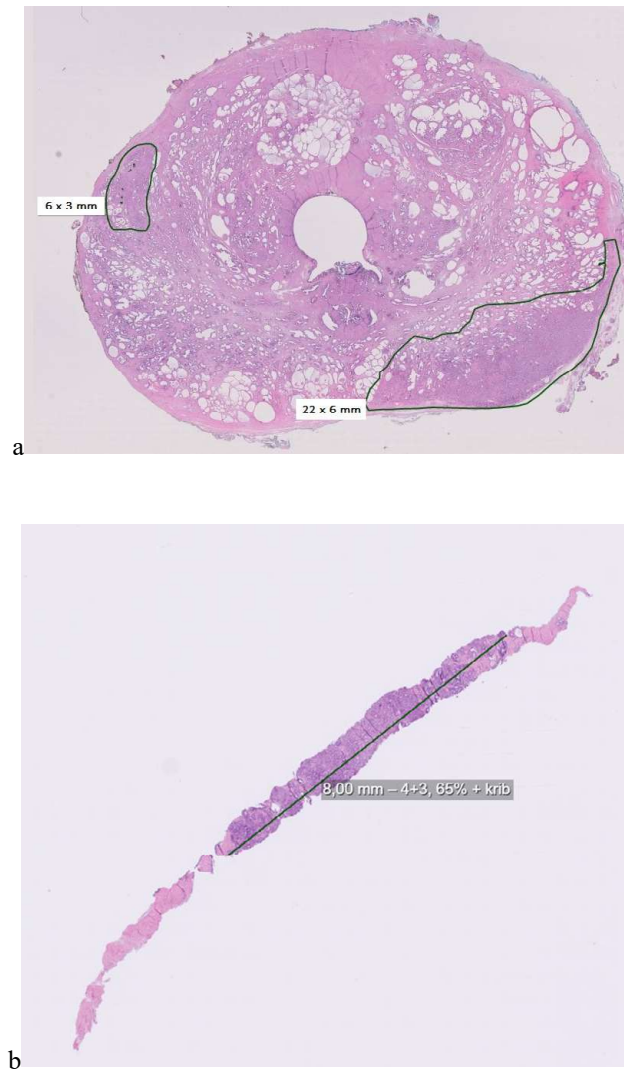 6 x 3 mm
22 x 6 mm
a
8,00 mm – 4+3, 65% + krib
b